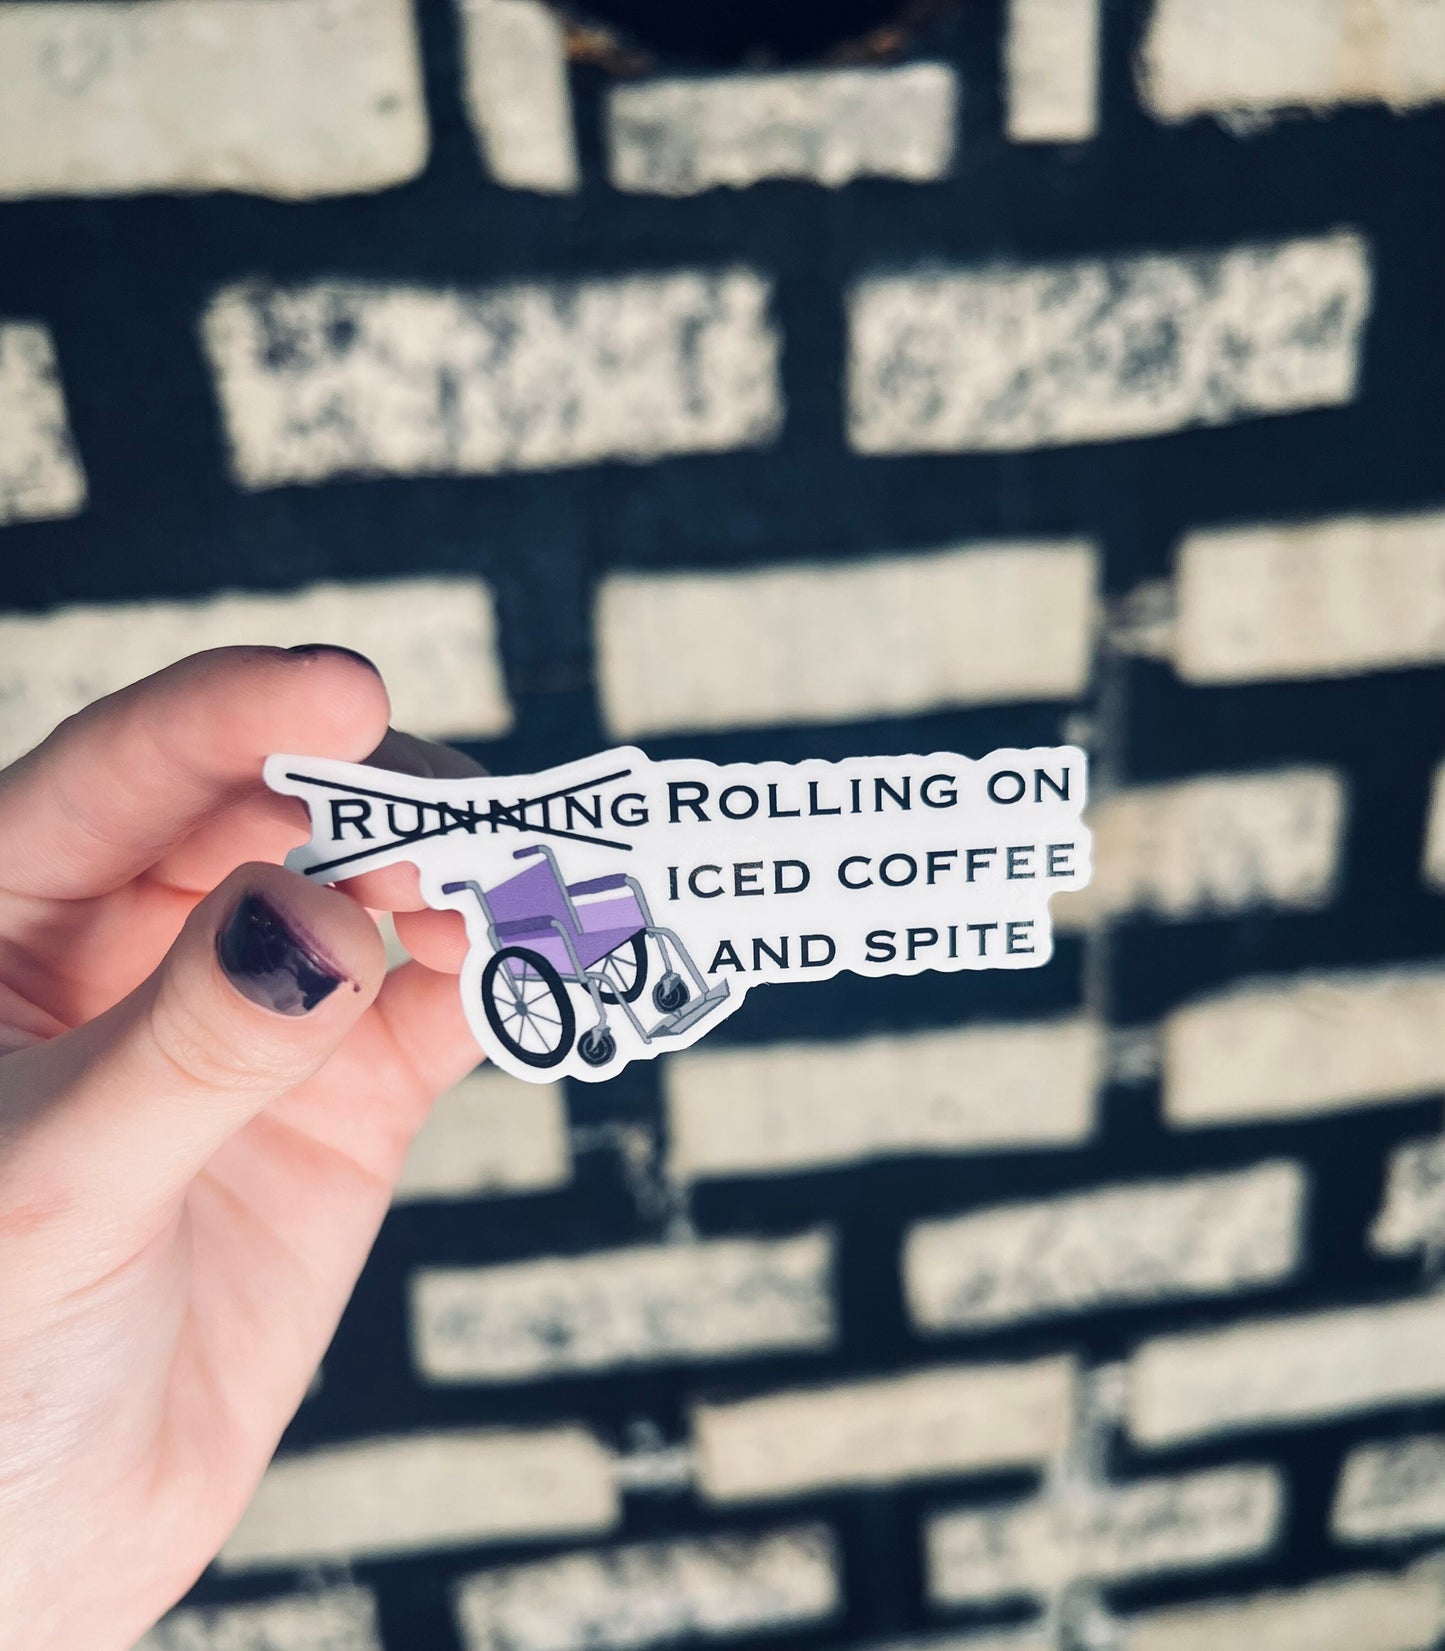 RUNNING ROLLING ON
ICED COFFEE
AND SPITE